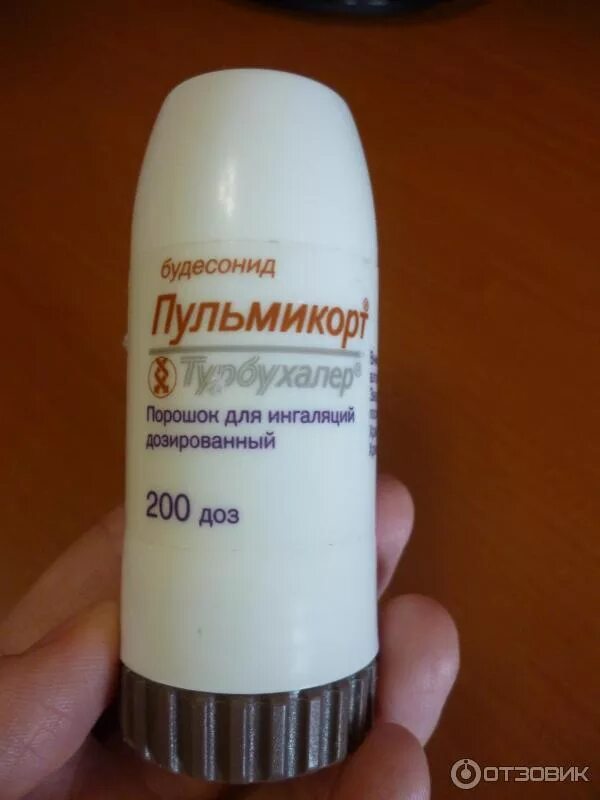 будесонид
Пульмикорт®
Турбухалер®
Порошок для ингаляций
дозированный
200 доз
ОТЗОВИК